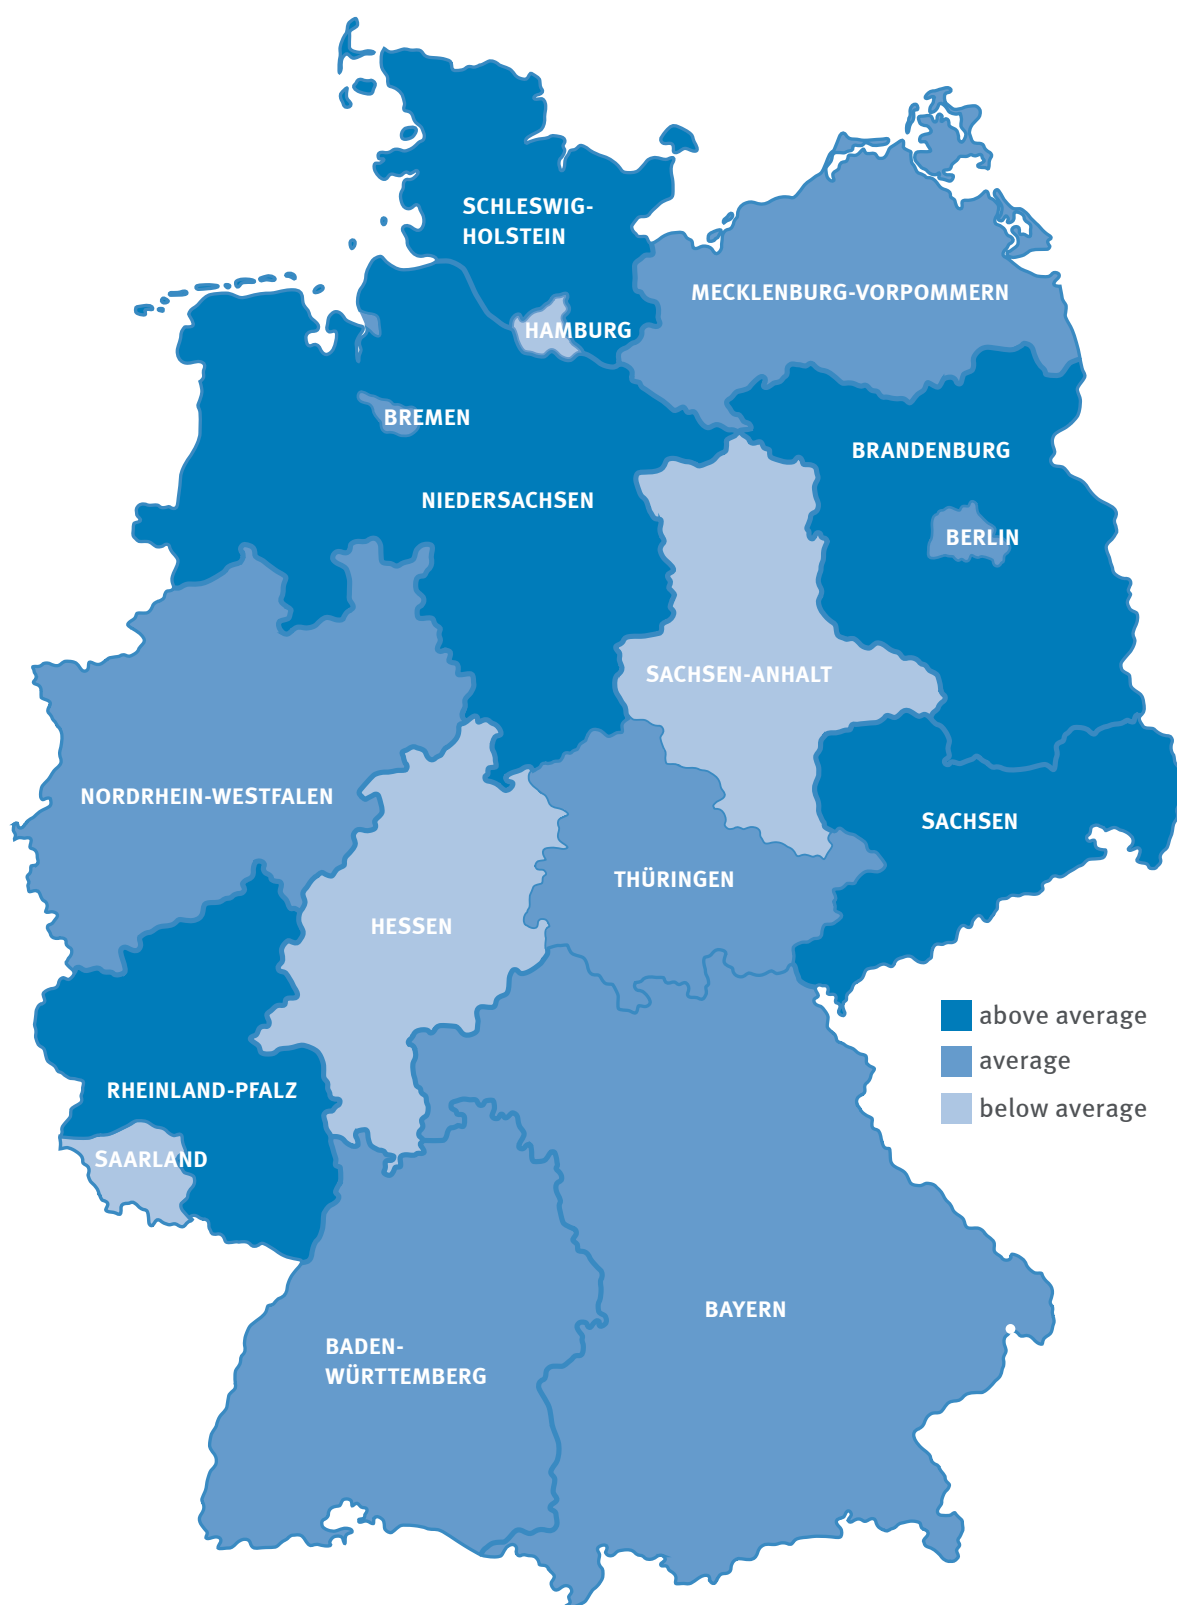 SCHLESWIG-
HOLSTEIN
MECKLENBURG-VORPOMMERN
HAMBURG
BREMEN
BRANDENBURG
NIEDERSACHSEN
BERLIN
SACHSEN-ANHALT
NORDRHEIN-WESTFALEN
SACHSEN
THÜRINGEN
HESSEN
above average
average
RHEINLAND-PFALZ
below average
SAARLAND
BAYERN
BADEN-
WÜRTTEMBERG